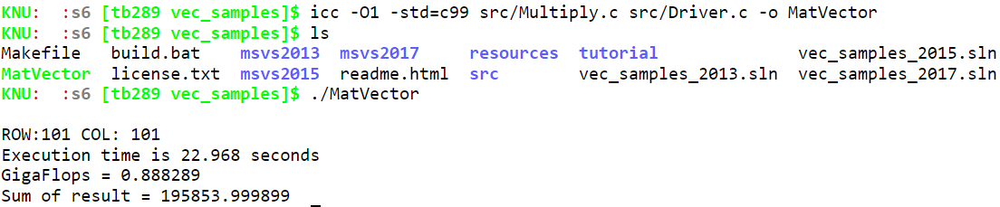 KNU:  :s6 [tb289 vec_samples]$ icc -O1 -std=c99 src/Multiply.c src/Driver.c -o MatVector
KNU:  :s6 [tb289 vec_samples]$ ls
Makefile   build.bat    msvs2013  msvs2017     resources  tutorial             vec_samples_2015.sln
MatVector  license.txt  msvs2015  readme.html  src        vec_samples_2013.sln  vec_samples_2017.sln
KNU:  :s6 [tb289 vec_samples]$ ./MatVector
ROW:101 COL: 101
Execution time is 22.968 seconds
GigaFlops = 0.888289
Sum of result = 195853.999899